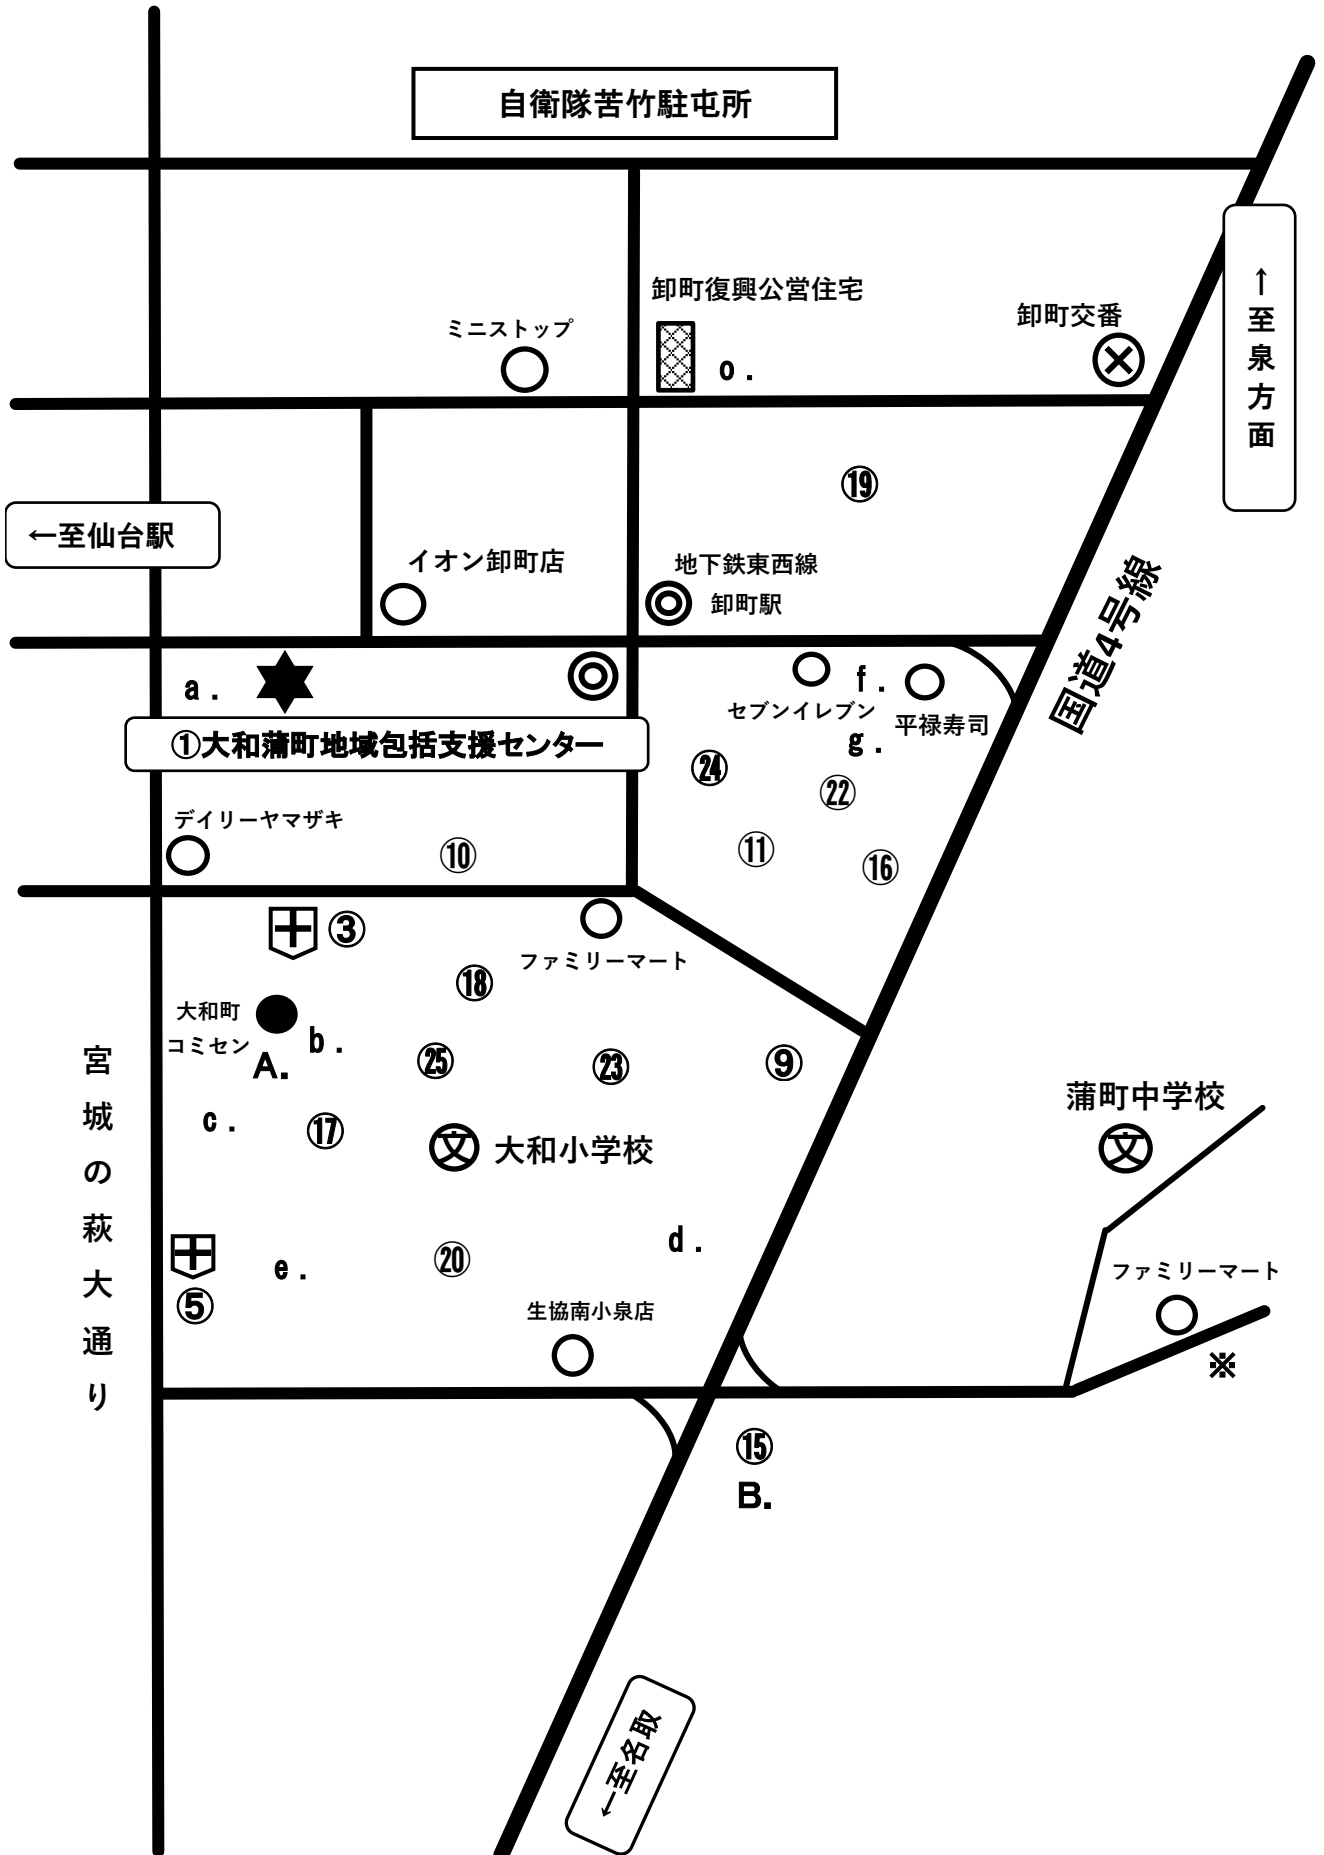 自衛隊苦竹駐屯所
↑至泉方面
卸町復興公営住宅
o．
卸町交番
ミニストップ
⑲
←至仙台駅
イオン卸町店
地下鉄東西線
卸町駅
国道4号線
a．
セブンイレブン
f．
平禄寿司
g．
①大和蒲町地域包括支援センター
㉔
㉒
デイリーヤマザキ
⑩
⑪
⑯
③
ファミリーマート
⑱
大和町
コミセン
A．
b．
㉕
㉓
⑨
宮城の萩大通り
c．
⑰
文
大和小学校
蒲町中学校
文
d．
e．
⑳
⑤
生協南小泉店
ファミリーマート
※
⑮
B．
←至名取